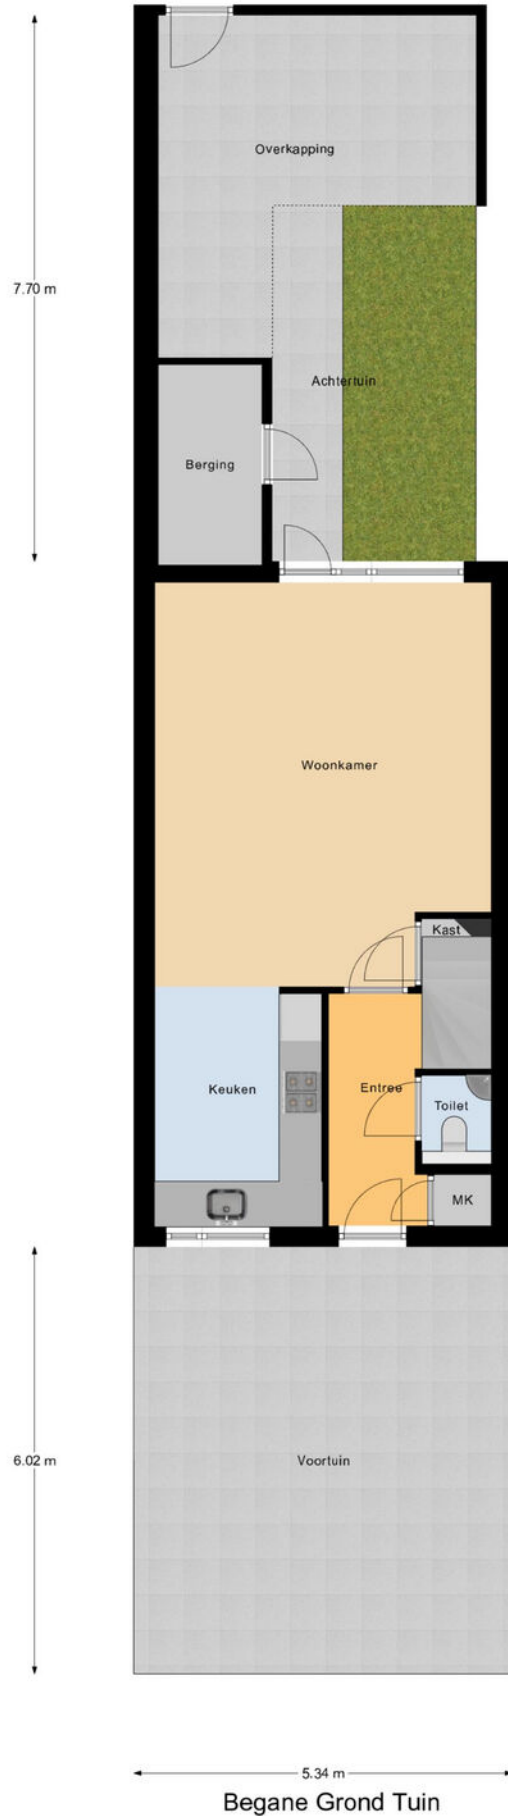 Overkapping
7.70 m
Achtertuin
Berging
Woonkamer
Kast
Keuken
Entree
Toilet
MK
6.02 m
Voortuin
5.34 m
Begane Grond Tuin